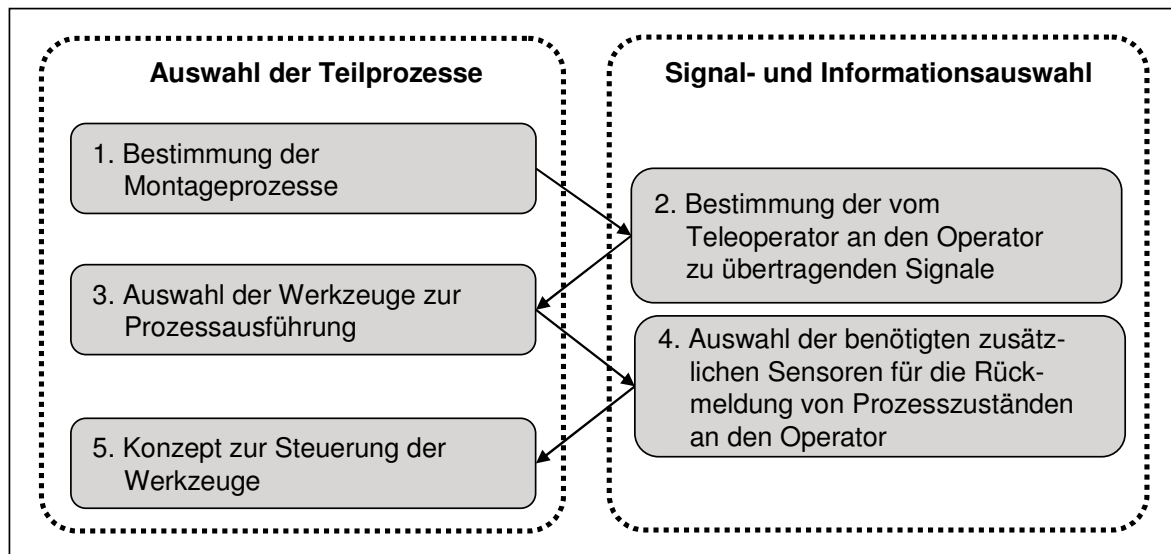 Auswahl der Teilprozesse
1. Bestimmung der
Montageprozesse
3. Auswahl der Werkzeuge zur
Prozessausführung
5. Konzept zur Steuerung der
Werkzeuge
Signal- und Informationsauswahl
2. Bestimmung der vom
Teleoperator an den Operator
zu übertragenden Signale
4. Auswahl der benötigten zusätz-
lichen Sensoren für die Rück-
meldung von Prozesszuständen
an den Operator